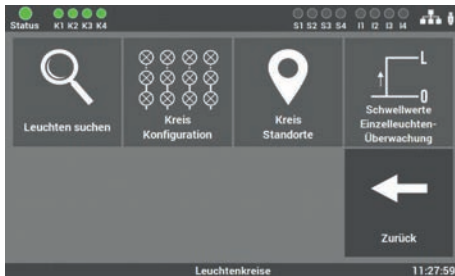 Status K1 K2 K3 K4 S1 S2 S3 S4 I1 I2 I3 I4
Leuchten suchen
Kreis
Konfiguration
Kreis
Standorte
L
0
Schwellwerte
Einzelleuchten-
Überwachung
Zurück
Leuchtenkreise 11:27:59